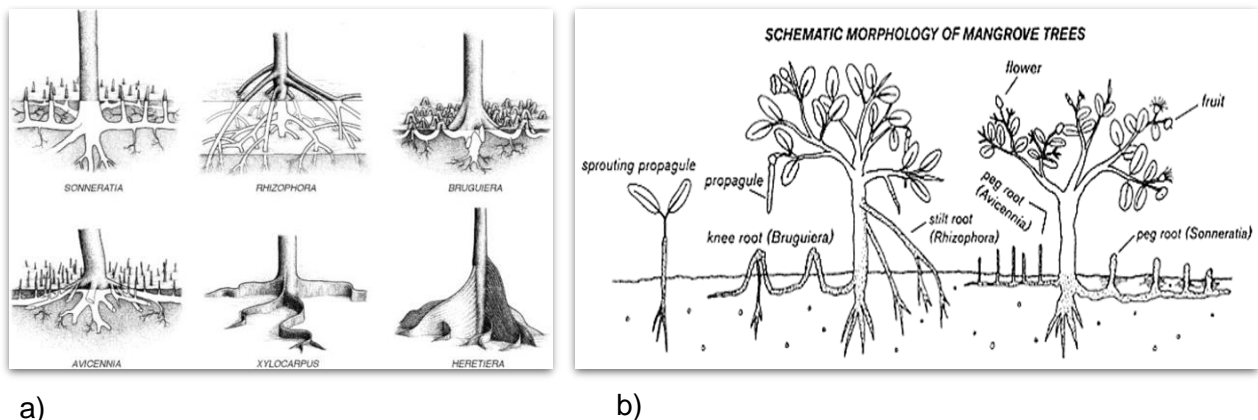 SONNERATIA
RHIZOPHORA
BRUGUIERA
AVICENNIA
XYLOCARPUS
HERETIERA
a)
SCHEMATIC MORPHOLOGY OF MANGROVE TREES
flower
fruit
sprouting propagule
propagule
peg root
(Avicennia)
stilt root
(Rhizophora)
knee root (Bruguiera)
peg root (Sonneratia)
b)